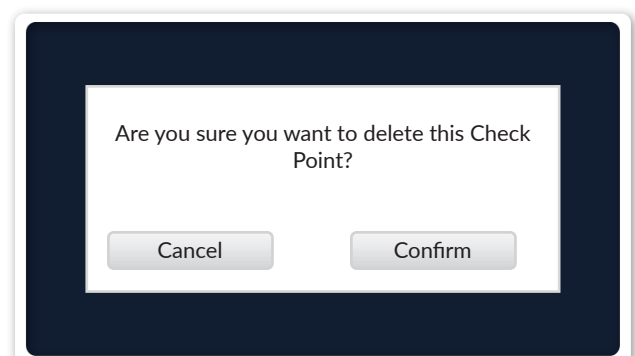 Are you sure you want to delete this Check
Point?
Cancel
Confirm